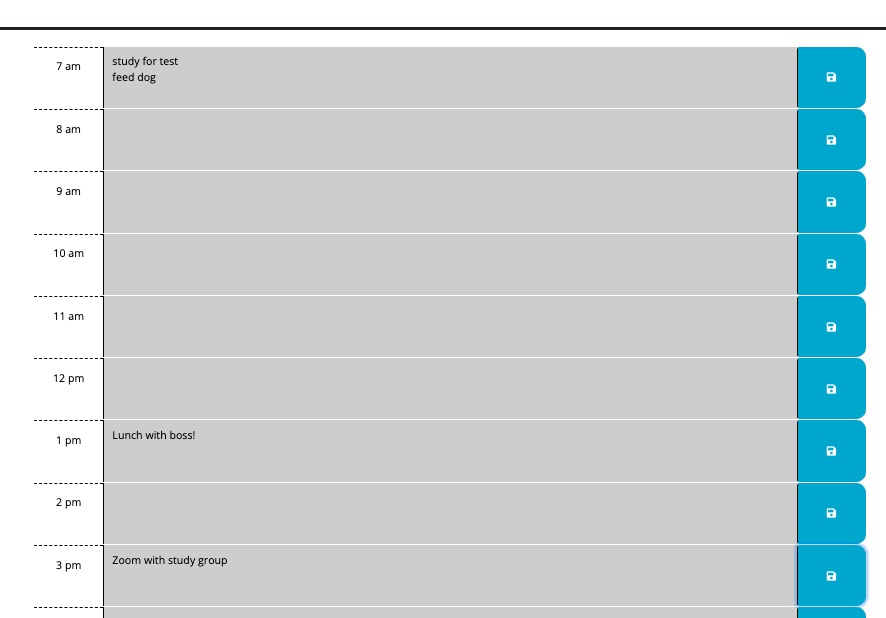 7 am
study for test
feed dog
8 am
9 am
10 am
11 am
12 pm
1 pm
Lunch with boss!
2 pm
3 pm
Zoom with study group